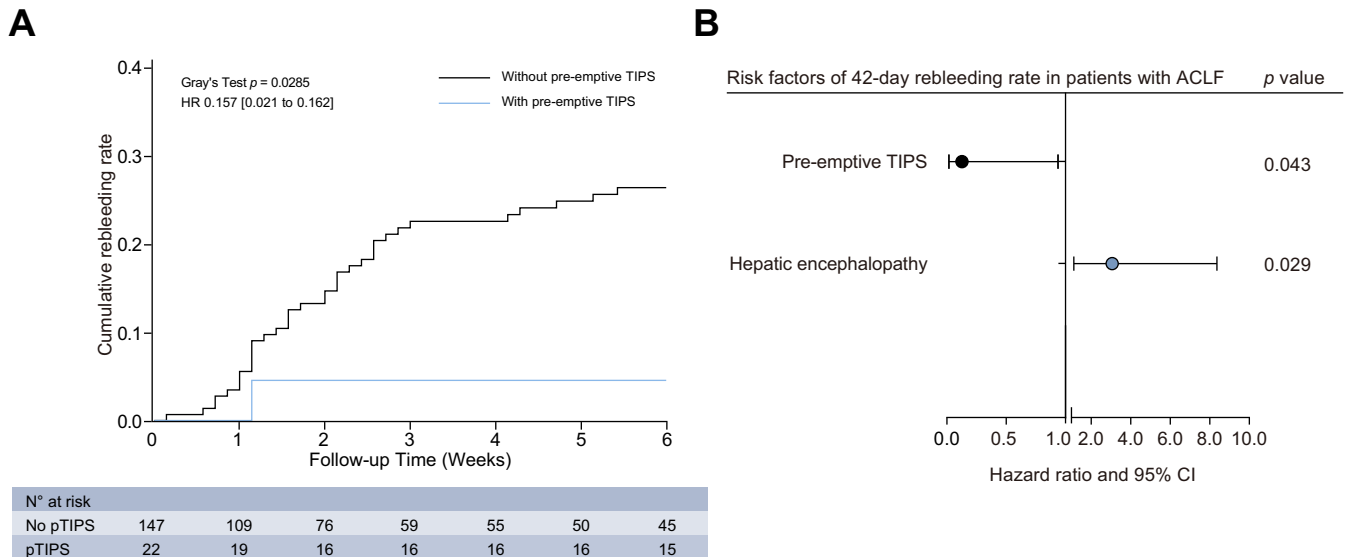 A
0.4
0.3
0.2
0.1
0.0
Cumulative rebleeding rate
Gray's Test p = 0.0285
HR 0.157 [0.021 to 0.162]
Without pre-emptive TIPS
With pre-emptive TIPS
0 1 2 3 4 5 6
Follow-up Time (Weeks)
N° at risk
No pTIPS 147 109 76 59 55 50 45
pTIPS 22 19 16 16 16 16 15
B
Risk factors of 42-day rebleeding rate in patients with ACLF p value
Pre-emptive TIPS 0.043
Hepatic encephalopathy 0.029
0.0 0.5 1.0 2.0 4.0 6.0 8.0 10.0
Hazard ratio and 95% CI